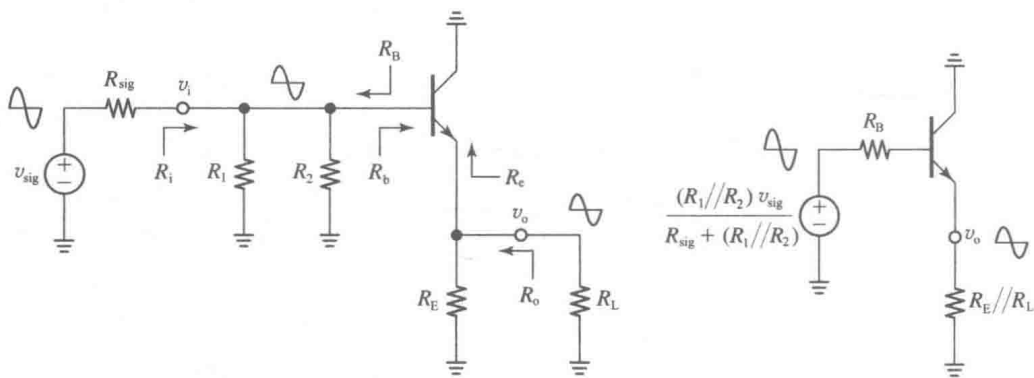 R_B
R_sig
v_i
v_sig
+
−
R_i
R_1
R_2
R_b
R_e
v_o
R_E
R_o
R_L
R_B
(R_1//R_2) v_sig
R_sig + (R_1//R_2)
+
−
v_o
R_E//R_L